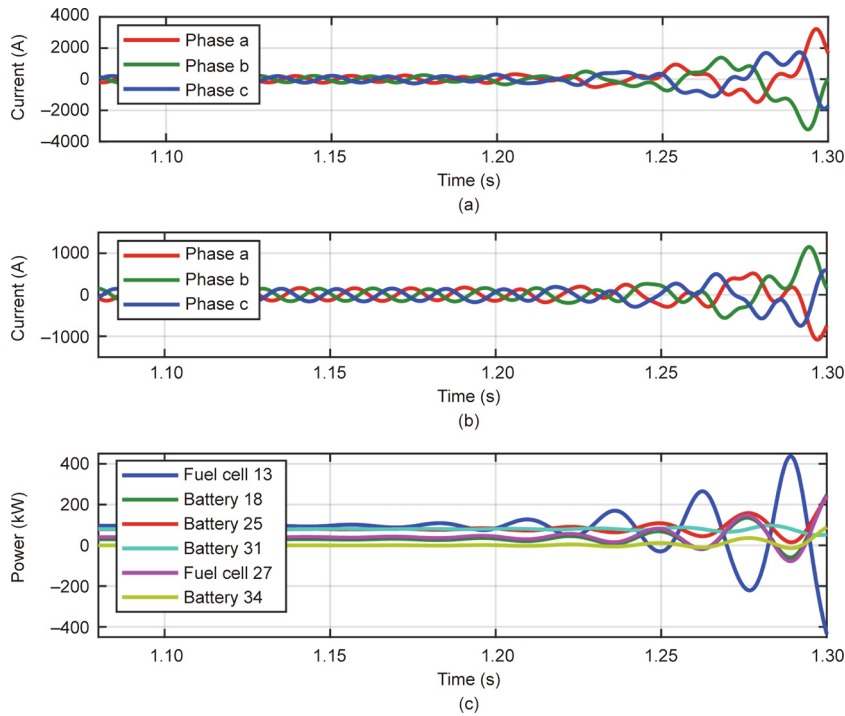 4000
2000
0
–2000
–4000
Current (A)
Phase a
Phase b
Phase c
1.10 1.15 1.20 1.25 1.30
Time (s)
(a)
1000
0
–1000
Current (A)
Phase a
Phase b
Phase c
1.10 1.15 1.20 1.25 1.30
Time (s)
(b)
400
200
0
–200
–400
Power (kW)
Fuel cell 13
Battery 18
Battery 25
Battery 31
Fuel cell 27
Battery 34
1.10 1.15 1.20 1.25 1.30
Time (s)
(c)